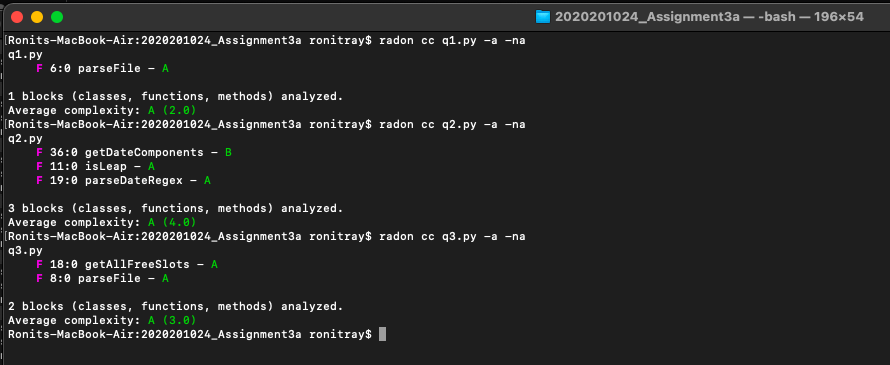 2020201024_Assignment3a — -bash — 196×54
[Ronits-MacBook-Air:2020201024_Assignment3a ronitray$ radon cc q1.py -a -na
q1.py
    F 6:0 parseFile - A

1 blocks (classes, functions, methods) analyzed.
Average complexity: A (2.0)
[Ronits-MacBook-Air:2020201024_Assignment3a ronitray$ radon cc q2.py -a -na
q2.py
    F 36:0 getDateComponents - B
    F 11:0 isLeap - A
    F 19:0 parseDateRegex - A

3 blocks (classes, functions, methods) analyzed.
Average complexity: A (4.0)
[Ronits-MacBook-Air:2020201024_Assignment3a ronitray$ radon cc q3.py -a -na
q3.py
    F 18:0 getAllFreeSlots - A
    F 8:0 parseFile - A

2 blocks (classes, functions, methods) analyzed.
Average complexity: A (3.0)
Ronits-MacBook-Air:2020201024_Assignment3a ronitray$